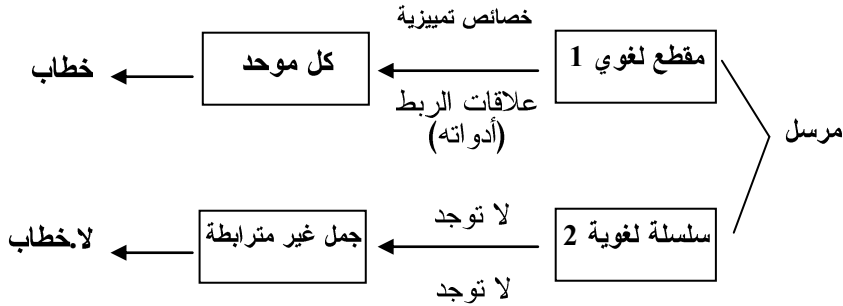 خصائص تمييزية
مقطع لغوي 1
كل موحد
خطاب
علاقات الربط
(أدواته)
مرسل
لا توجد
سلسلة لغوية 2
جمل غير مترابطة
لا.خطاب
لا توجد